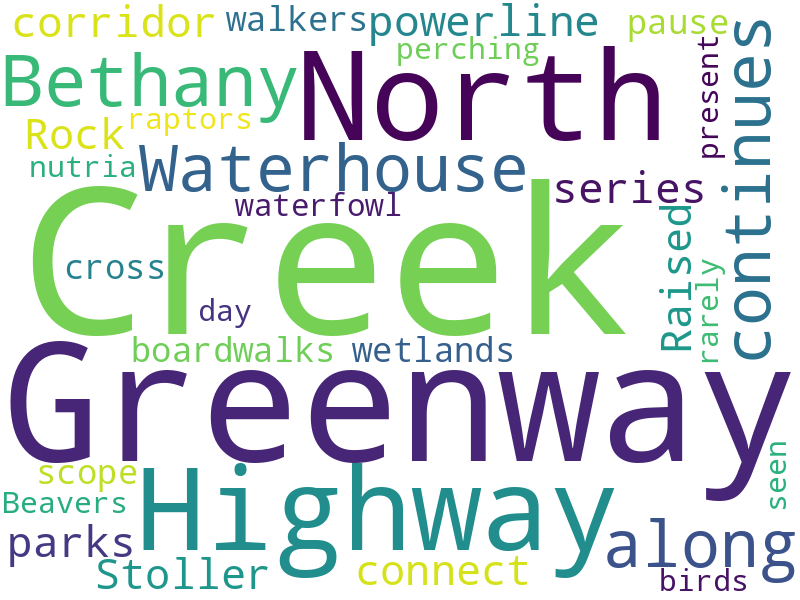 corridor walkers powerline pause
Bethany North perching present continues
Rock raptors
nutria Waterhouse series
waterfowl
Creek Raised rarely
cross
day
boardwalks wetlands
Greenway
scope Highway seen
Beavers
parks along
Stoller connect birds